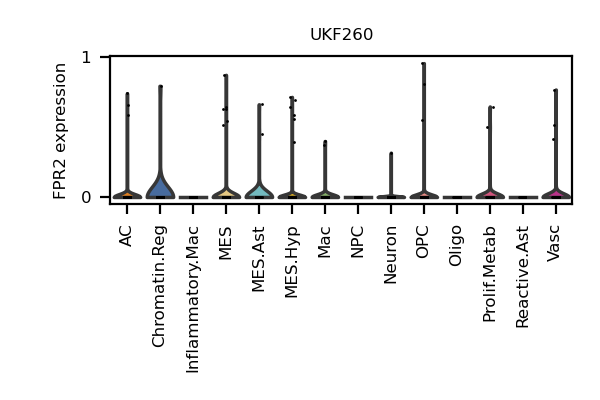 UKF260
1
0
FPR2 expression
AC
Chromatin.Reg
Inflammatory.Mac
MES
MES.Ast
MES.Hyp
Mac
NPC
Neuron
OPC
Oligo
Prolif.Metab
Reactive.Ast
Vasc